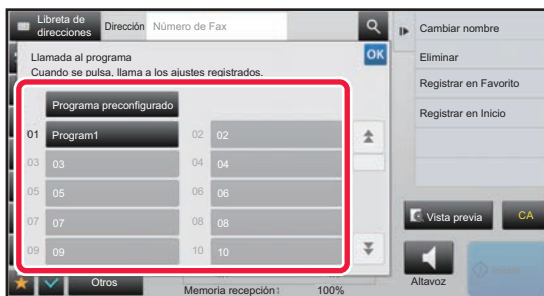 Libreta de direcciones
Dirección
Número de Fax
Llamada al programa
OK
Cuando se pulsa, llama a los ajustes registrados.
Programa preconfigurado
01 Program1
02 02
03 03
04 04
05 05
06 06
07 07
08 08
09 09
10 10
Otros
Memoria recepción: 100%
Cambiar nombre
Eliminar
Registrar en Favorito
Registrar en Inicio
Vista previa
CA
Altavoz